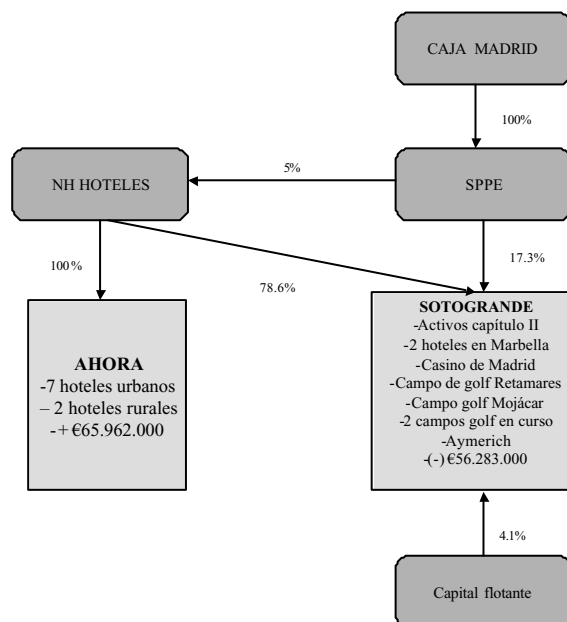 CAJA MADRID
100%
NH HOTELES
5%
SPPE
100%
78.6%
17.3%
AHORA
-7 hoteles urbanos
– 2 hoteles rurales
-+€65.962.000
SOTOGRANDE
-Activos capítulo II
-2 hoteles en Marbella
-Casino de Madrid
-Campo de golf Retamares
-Campo golf Mojácar
-2 campos golf en curso
-Aymerich
-(-)€56.283.000
4.1%
Capital flotante